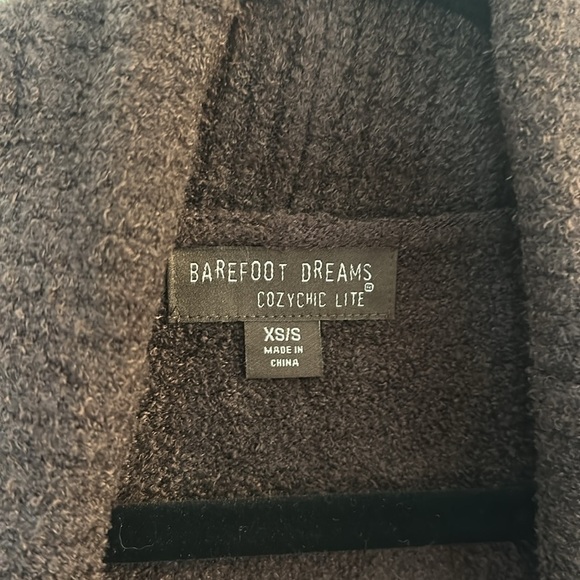 BAREFOOT DREAMS
COZYCHIC LITE®
XS/S
MADE IN
CHINA